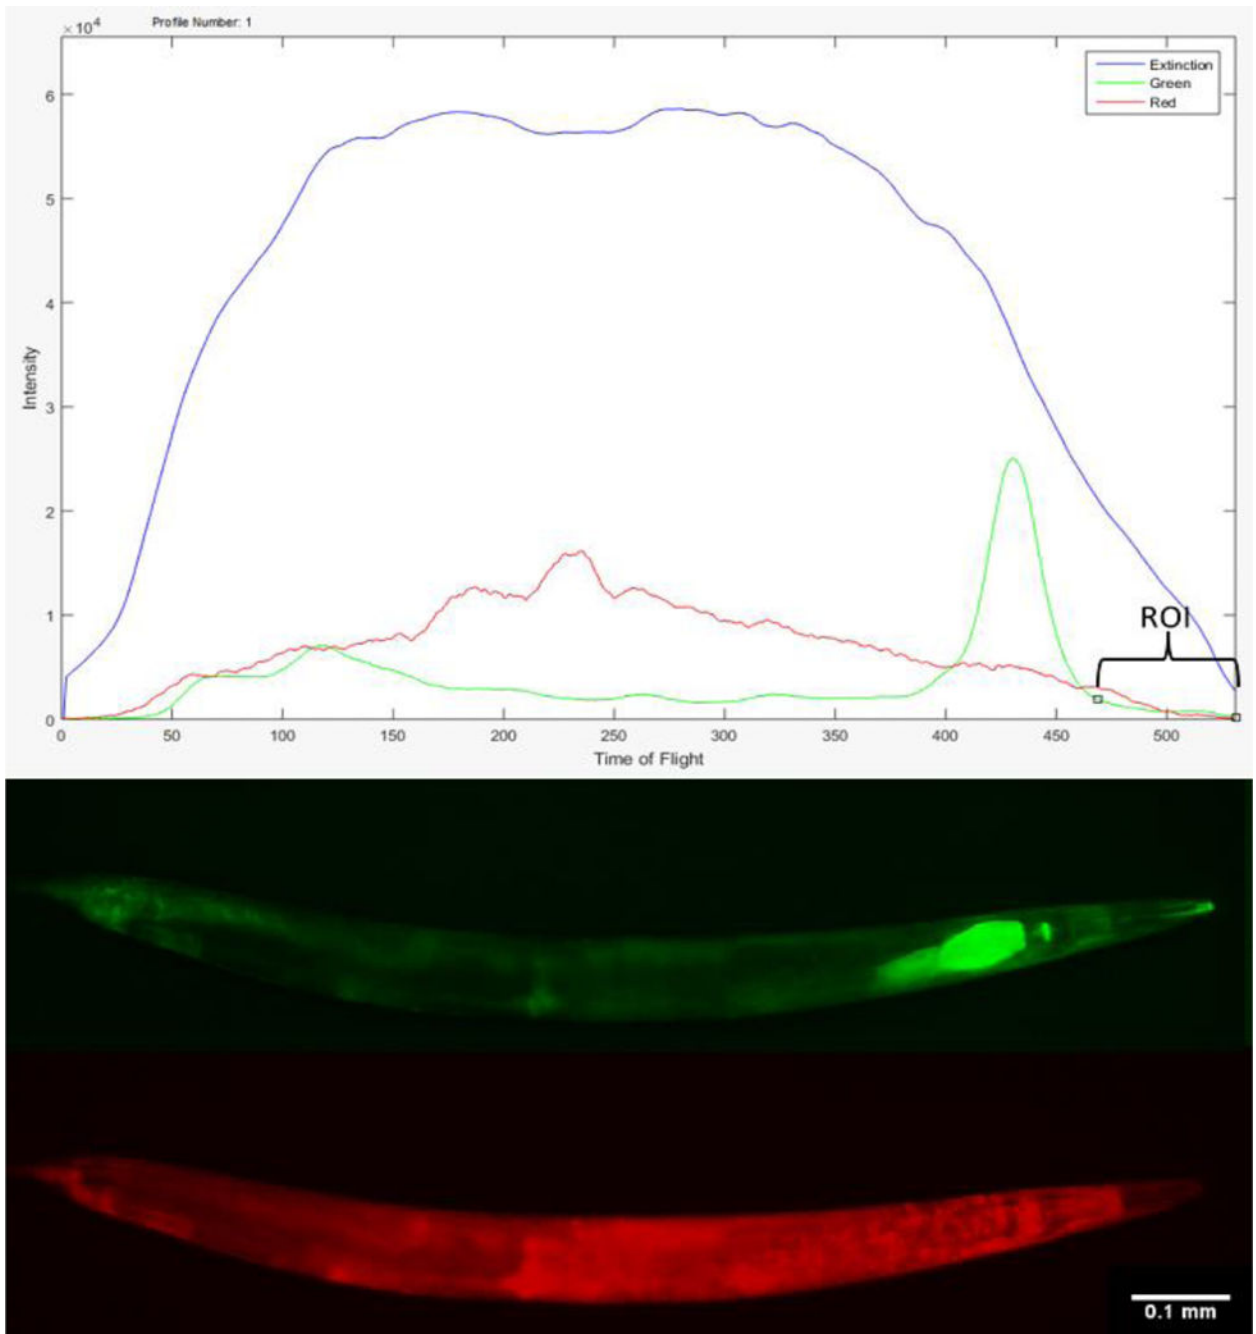 ×10⁴
Profile Number: 1
Extinction
Green
Red
6
5
4
3
2
1
0
Intensity
ROI
0 50 100 150 200 250 300 350 400 450 500
Time of Flight
0.1 mm